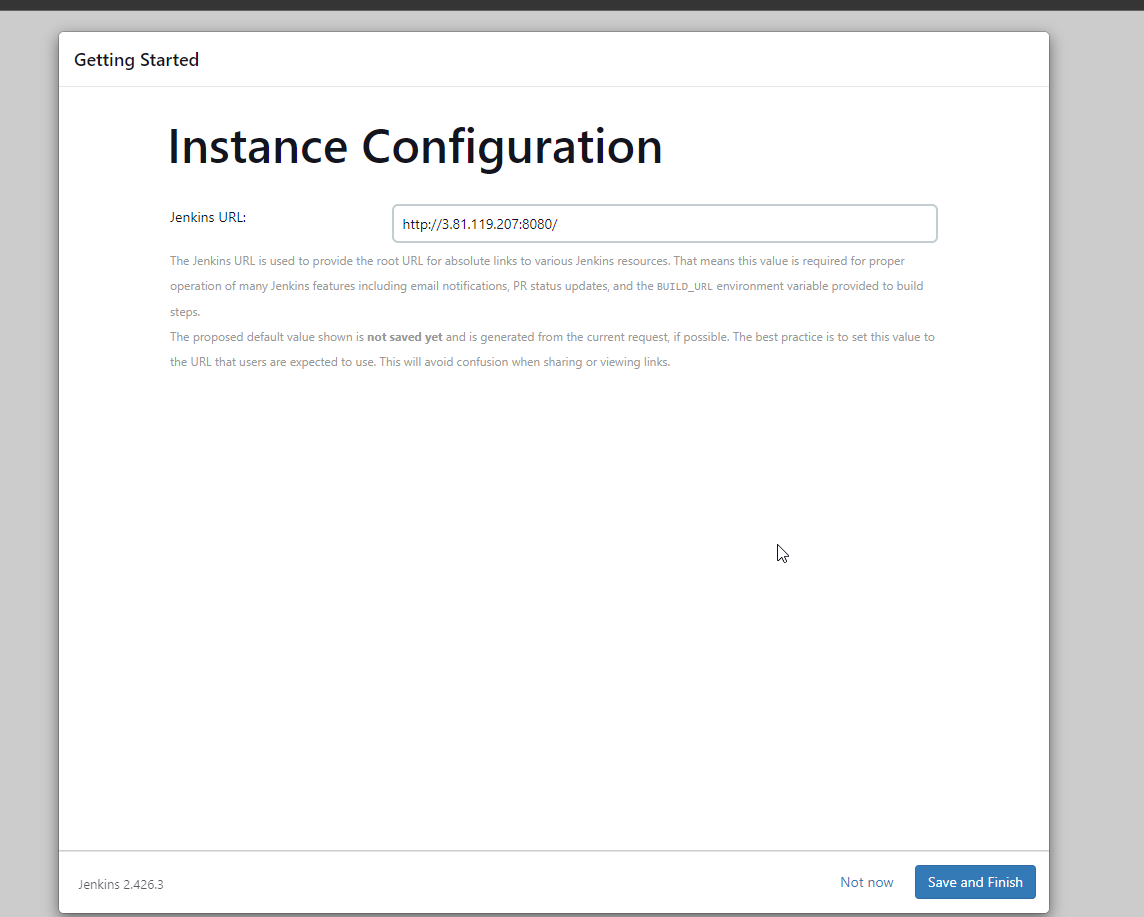 Getting Started
Instance Configuration
Jenkins URL:
http://3.81.119.207:8080/
The Jenkins URL is used to provide the root URL for absolute links to various Jenkins resources. That means this value is required for proper
operation of many Jenkins features including email notifications, PR status updates, and the BUILD_URL environment variable provided to build
steps.
The proposed default value shown is not saved yet and is generated from the current request, if possible. The best practice is to set this value to
the URL that users are expected to use. This will avoid confusion when sharing or viewing links.
Jenkins 2.426.3
Not now
Save and Finish